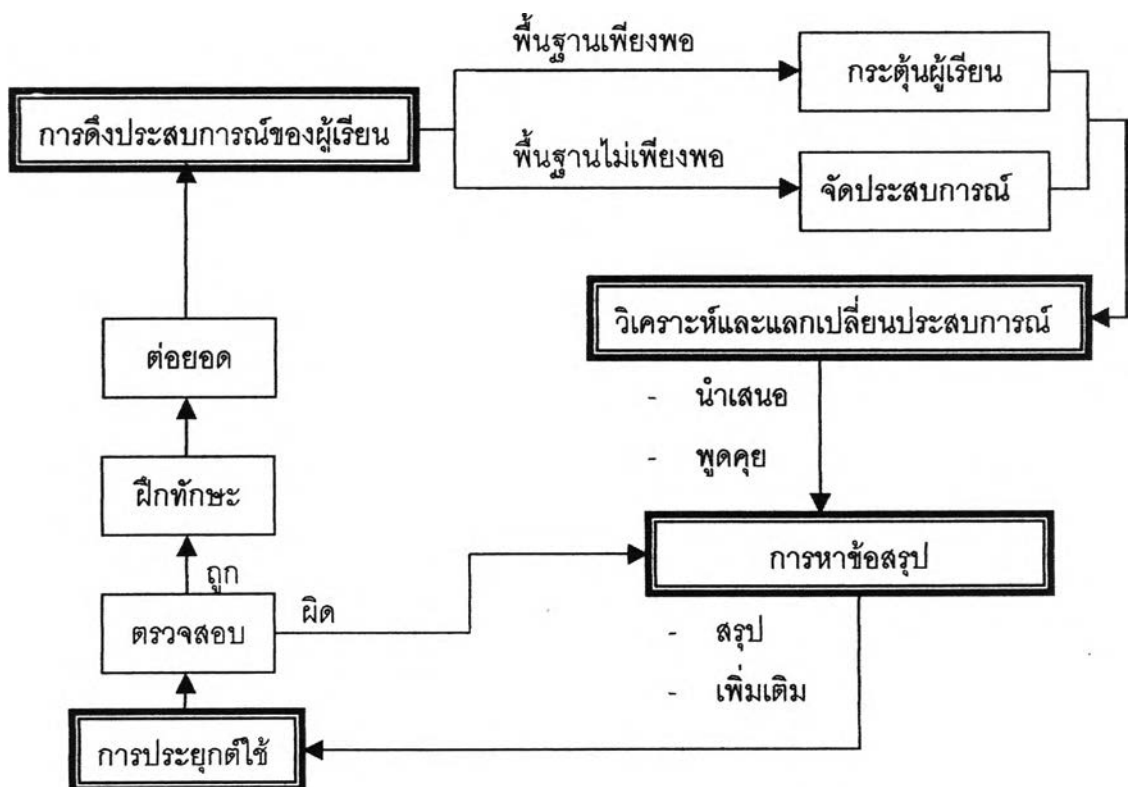 พื้นฐานเพียงพอ
กระตุ้นผู้เรียน
การดึงประสบการณ์ของผู้เรียน
พื้นฐานไม่เพียงพอ
จัดประสบการณ์
วิเคราะห์และแลกเปลี่ยนประสบการณ์
ต่อยอด
- นำเสนอ
- พูดคุย
ฝึกทักษะ
การหาข้อสรุป
ถูก
ผิด
ตรวจสอบ
- สรุป
- เพิ่มเติม
การประยุกต์ใช้